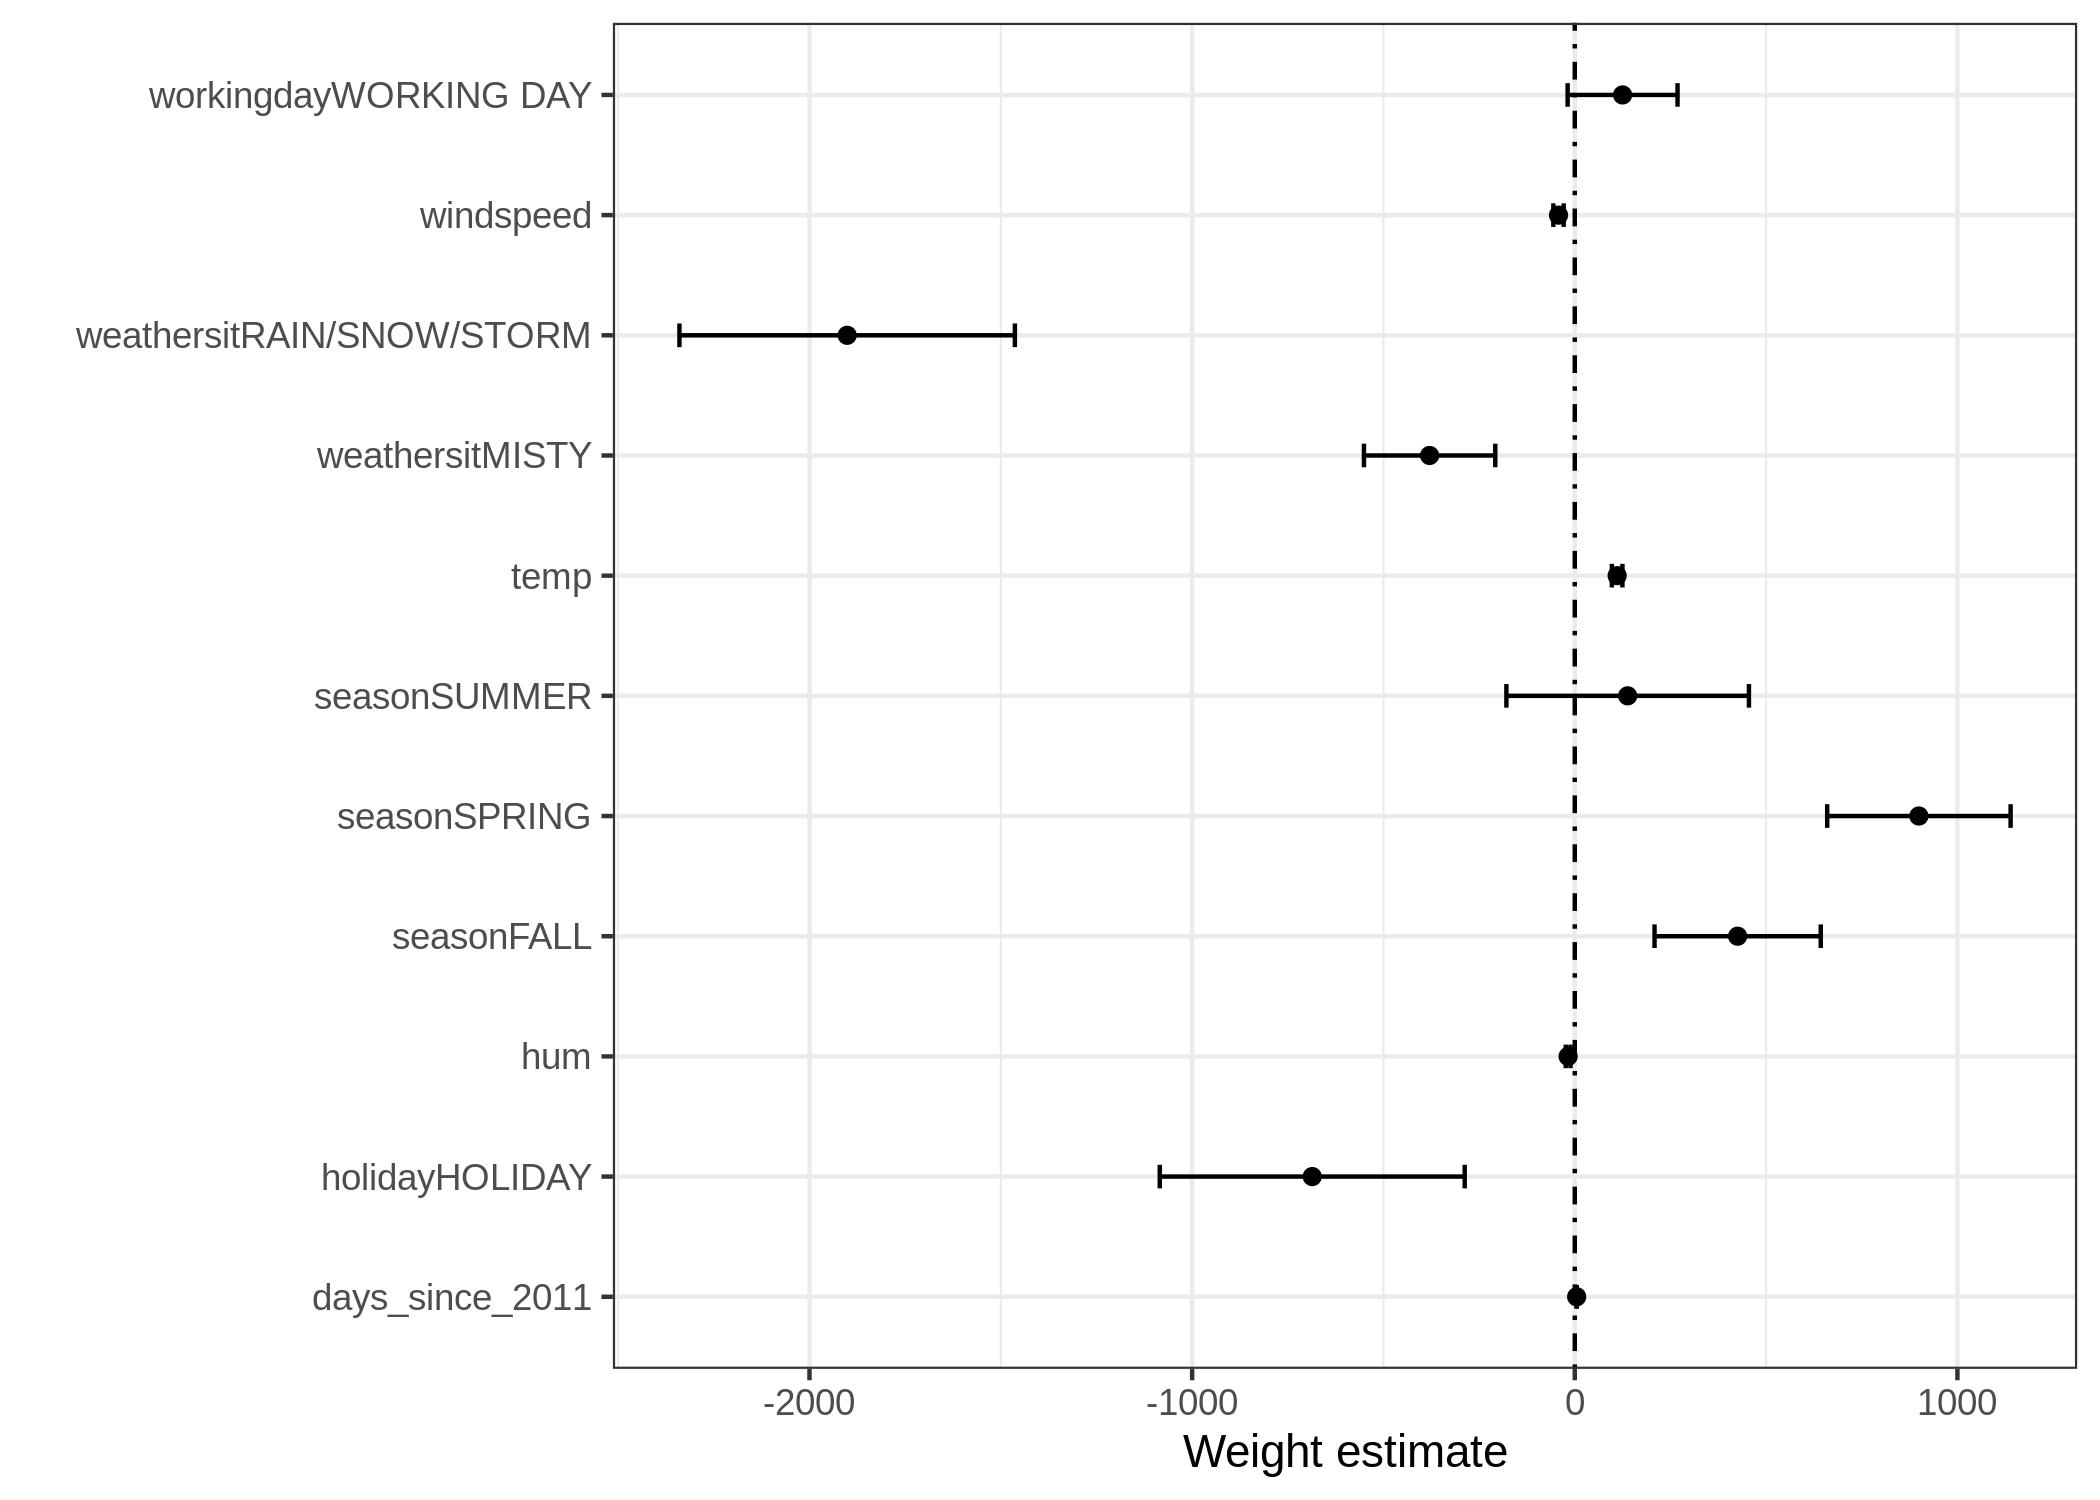 workingdayWORKING DAY
windspeed
weathersitRAIN/SNOW/STORM
weathersitMISTY
temp
seasonSUMMER
seasonSPRING
seasonFALL
hum
holidayHOLIDAY
days_since_2011
-2000 -1000 0 1000
Weight estimate